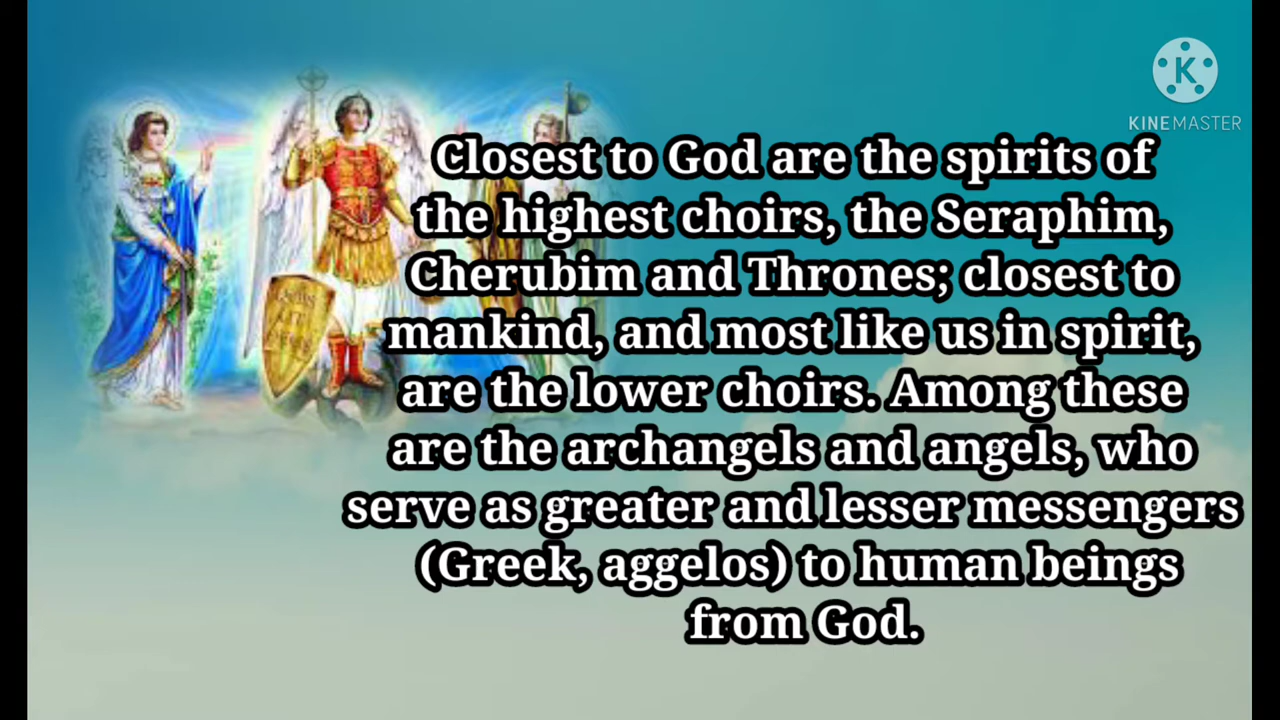 KINEMASTER
Closest to God are the spirits of
the highest choirs, the Seraphim,
Cherubim and Thrones; closest to
mankind, and most like us in spirit,
are the lower choirs. Among these
are the archangels and angels, who
serve as greater and lesser messengers
(Greek, aggelos) to human beings
from God.